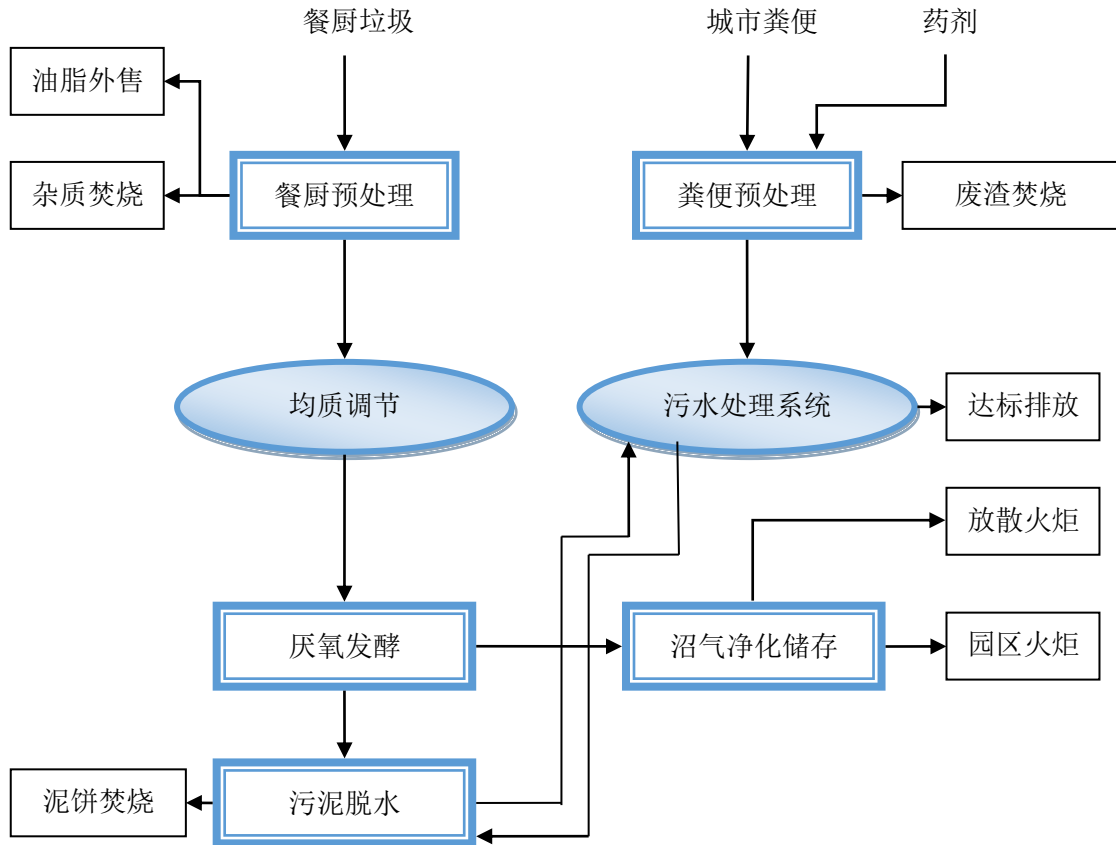 餐厨垃圾
城市粪便
药剂
油脂外售
杂质焚烧
餐厨预处理
粪便预处理
废渣焚烧
均质调节
污水处理系统
达标排放
放散火炬
厌氧发酵
沼气净化储存
园区火炬
泥饼焚烧
污泥脱水